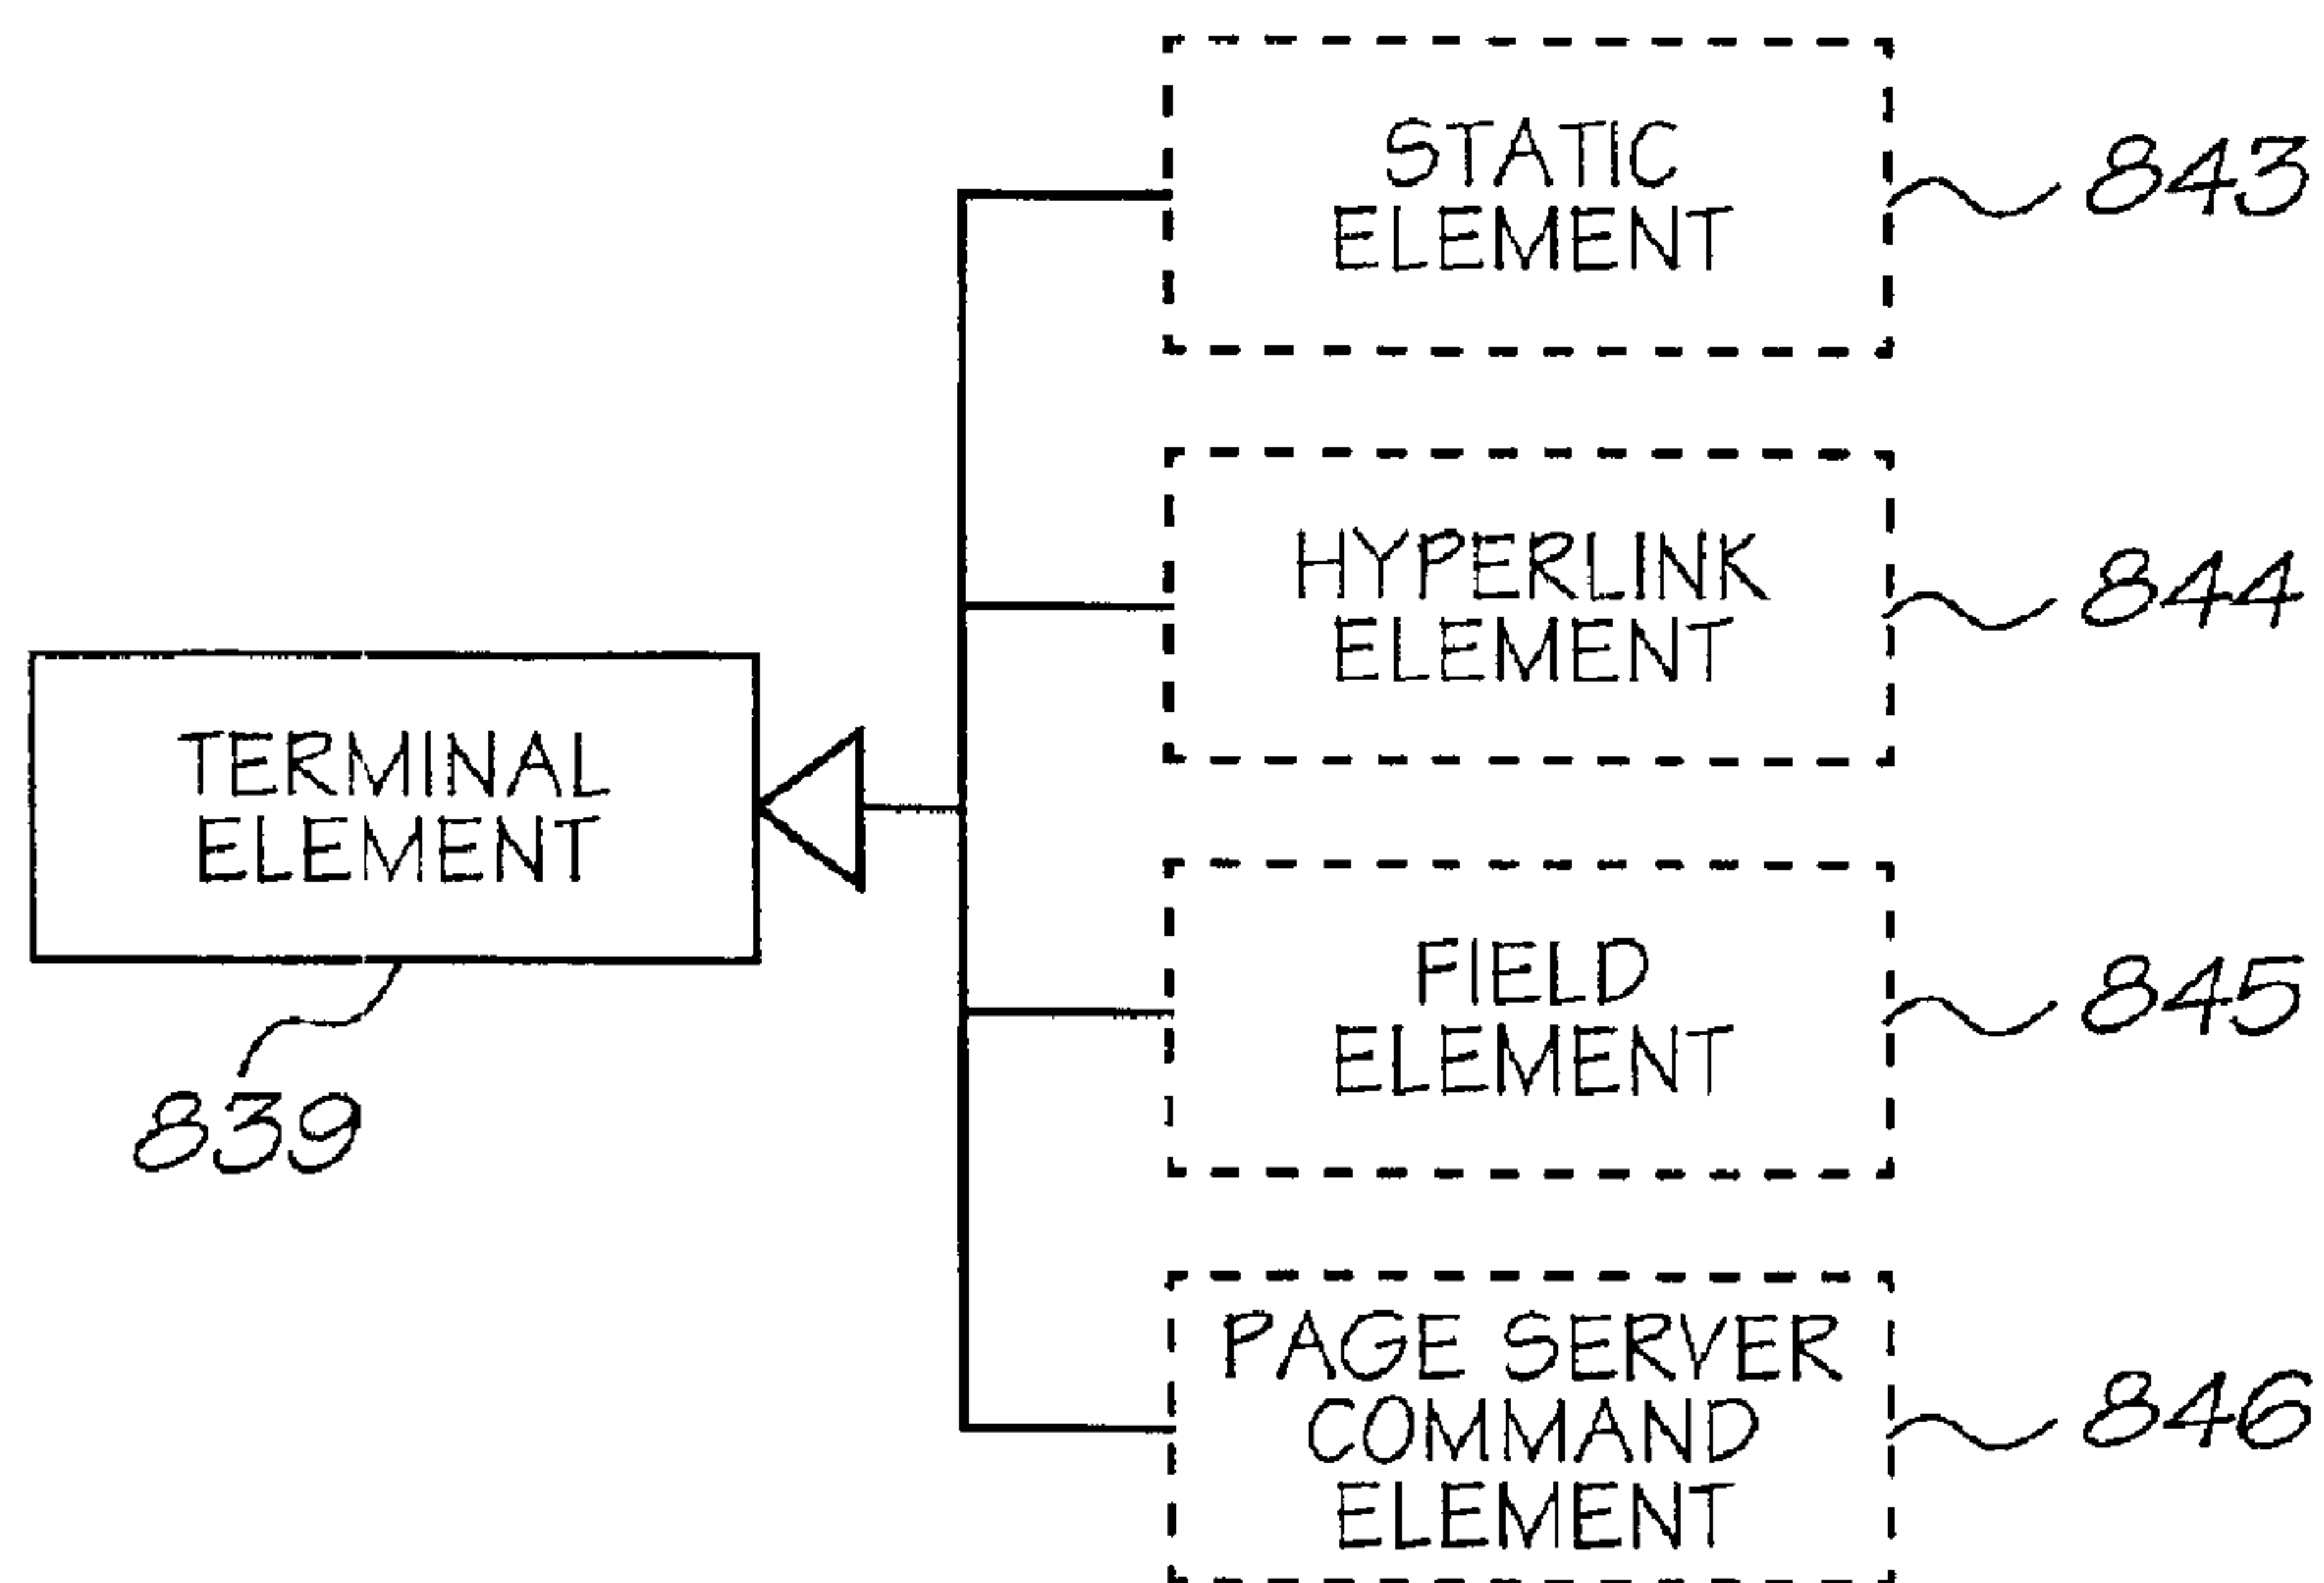 STATIC
ELEMENT
843
HYPERLINK
ELEMENT
844
TERMINAL
ELEMENT
839
FIELD
ELEMENT
845
PAGE SERVER
COMMAND
ELEMENT
846